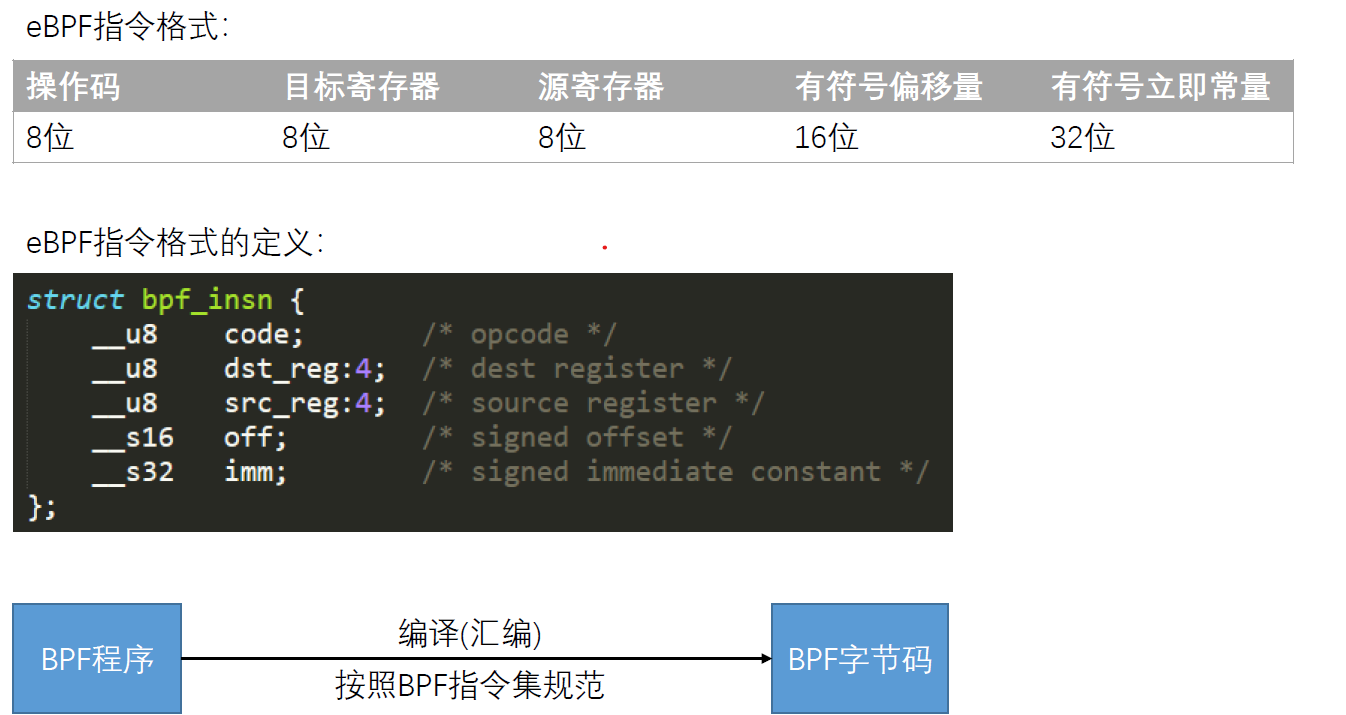 eBPF指令格式：
操作码 目标寄存器 源寄存器 有符号偏移量 有符号立即常量
8位 8位 8位 16位 32位
eBPF指令格式的定义：
struct bpf_insn {
__u8 code; /* opcode */
__u8 dst_reg:4; /* dest register */
__u8 src_reg:4; /* source register */
__s16 off; /* signed offset */
__s32 imm; /* signed immediate constant */
};
BPF程序
编译(汇编)
按照BPF指令集规范
BPF字节码